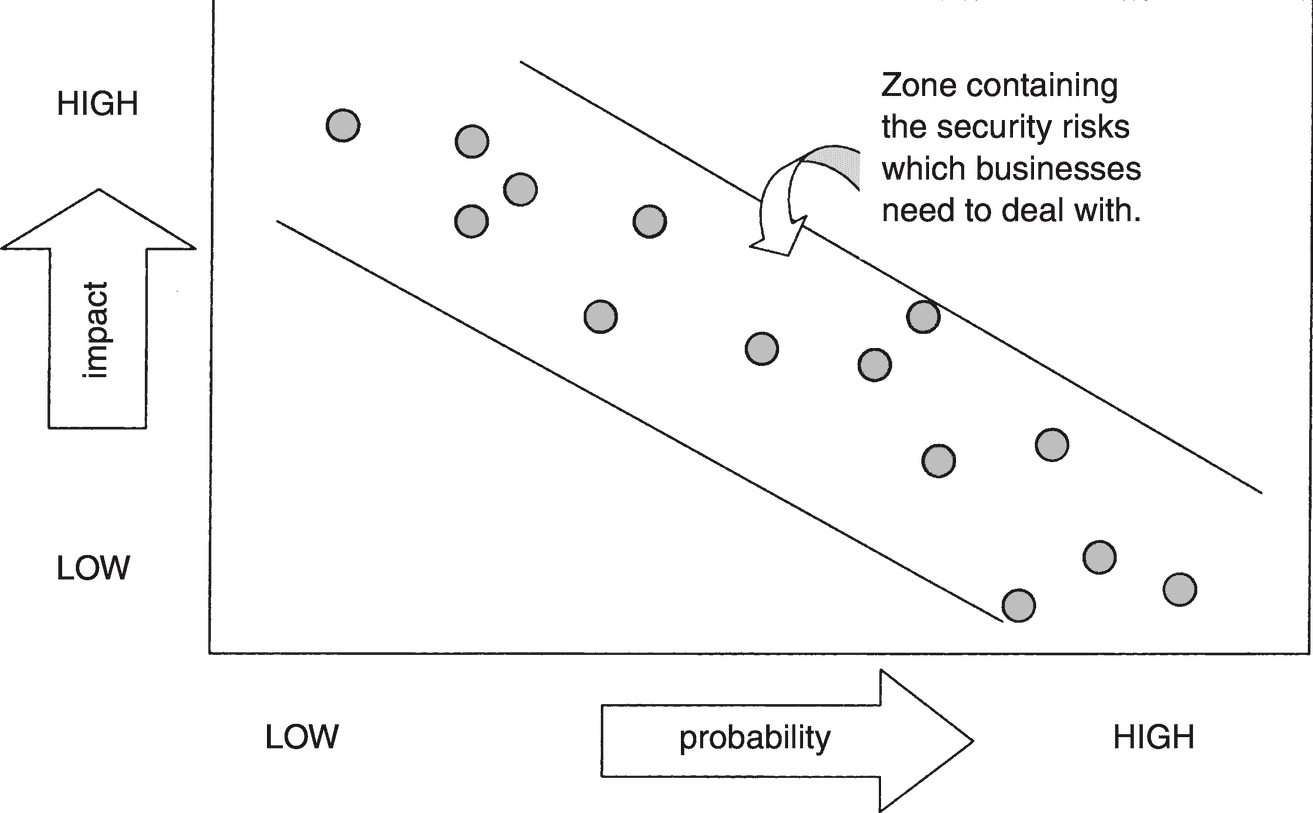 HIGH
Zone containing
the security risks
which businesses
need to deal with.
impact
LOW
LOW
probability
HIGH